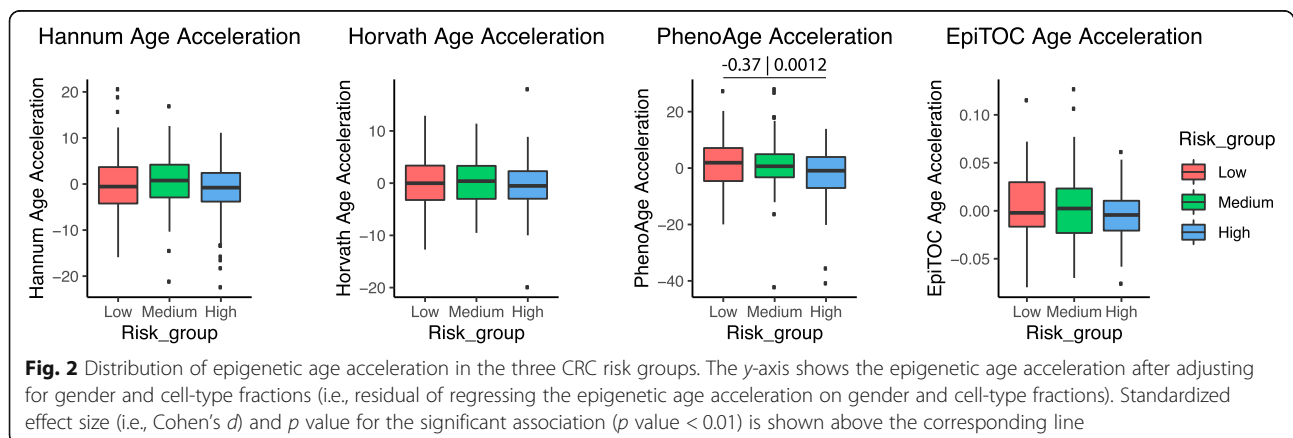 Hannum Age Acceleration Horvath Age Acceleration PhenoAge Acceleration EpiTOC Age Acceleration
Hannum Age Acceleration
20
10
0
−10
−20
Low Medium High
Risk_group
Horvath Age Acceleration
10
0
−10
−20
Low Medium High
Risk_group
-0.37 | 0.0012
PhenoAge Acceleration
20
0
−20
−40
Low Medium High
Risk_group
EpiTOC Age Acceleration
0.10
0.05
0.00
−0.05
Low Medium High
Risk_group
Risk_group
Low
Medium
High
Fig. 2 Distribution of epigenetic age acceleration in the three CRC risk groups. The y-axis shows the epigenetic age acceleration after adjusting
for gender and cell-type fractions (i.e., residual of regressing the epigenetic age acceleration on gender and cell-type fractions). Standardized
effect size (i.e., Cohen's d) and p value for the significant association (p value < 0.01) is shown above the corresponding line